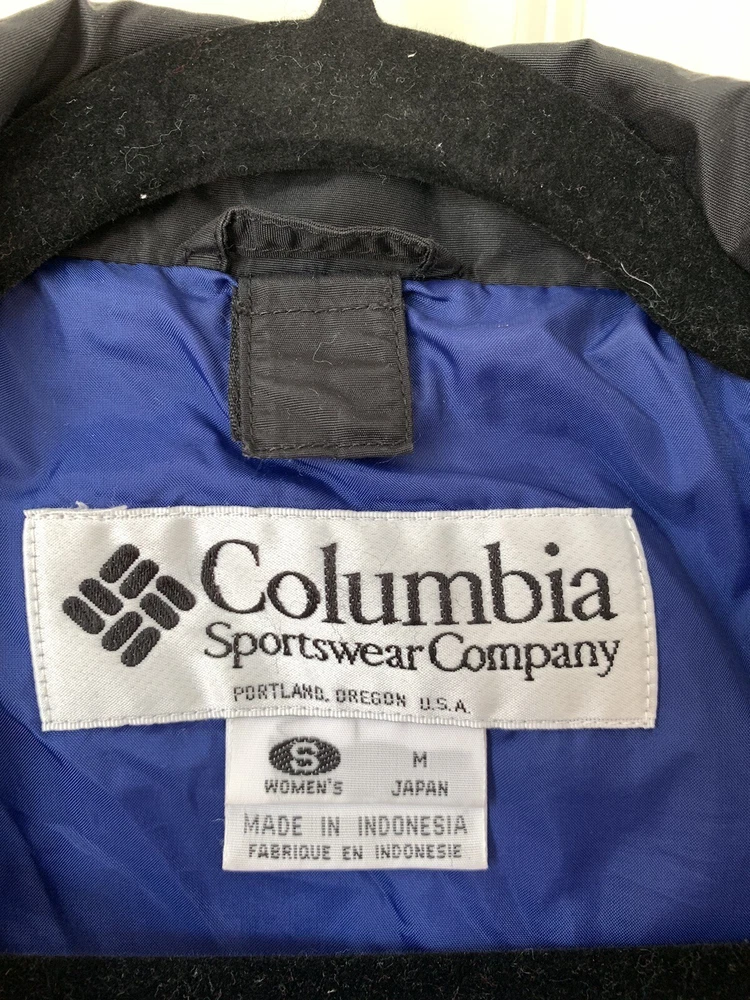 Columbia
Sportswear Company
PORTLAND, OREGON U.S.A.
S M
WOMEN'S JAPAN
MADE IN INDONESIA
FABRIQUE EN INDONESIE